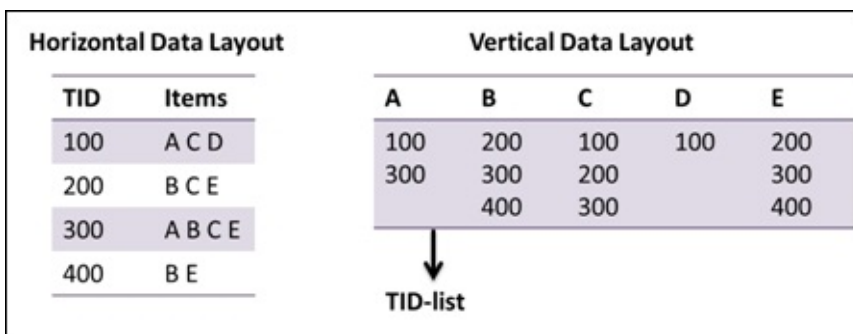 Horizontal Data Layout
TID Items
100 A C D
200 B C E
300 A B C E
400 B E
Vertical Data Layout
A B C D E
100 200 100 100 200
300 300 200 300
400 300 400
TID-list